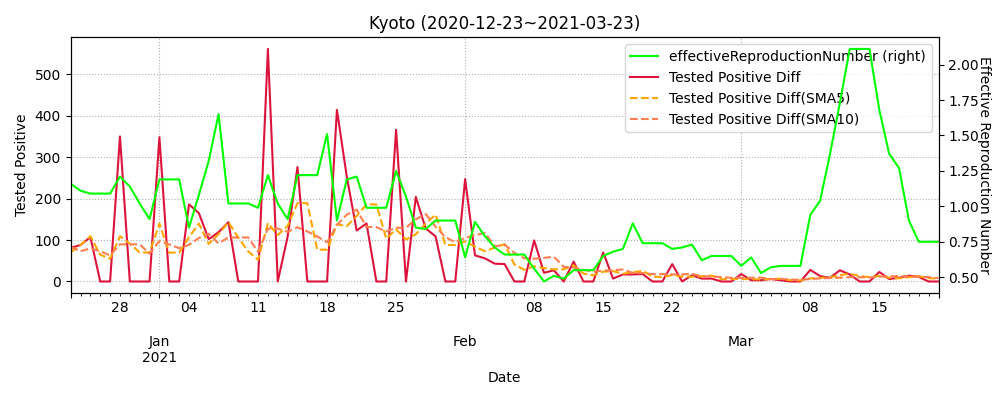 Kyoto (2020-12-23~2021-03-23)
effectiveReproductionNumber (right)
Tested Positive Diff
Tested Positive Diff(SMA5)
Tested Positive Diff(SMA10)
Tested Positive
500
400
300
200
100
0
2.00
1.75
1.50
1.25
1.00
0.75
0.50
Effective Reproduction Number
28 04 11 18 25 08 15 22 08 15
Jan Feb Mar
2021
Date